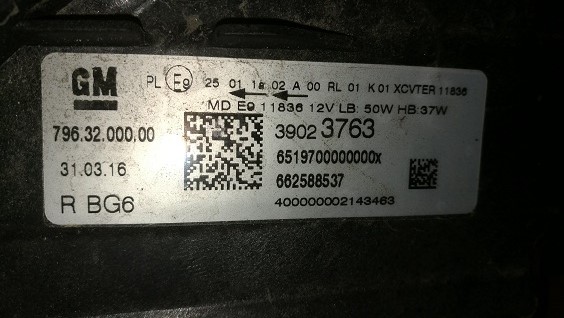 GM
PL E9 25 01 1a 02 A 00 RL 01 K 01 XCVTER 11836
MD E9 11836 12V LB: 50W HB:37W
796.32.000.00
3902 3763
31.03.16
6519700000000x
662588537
R BG6
400000002143463